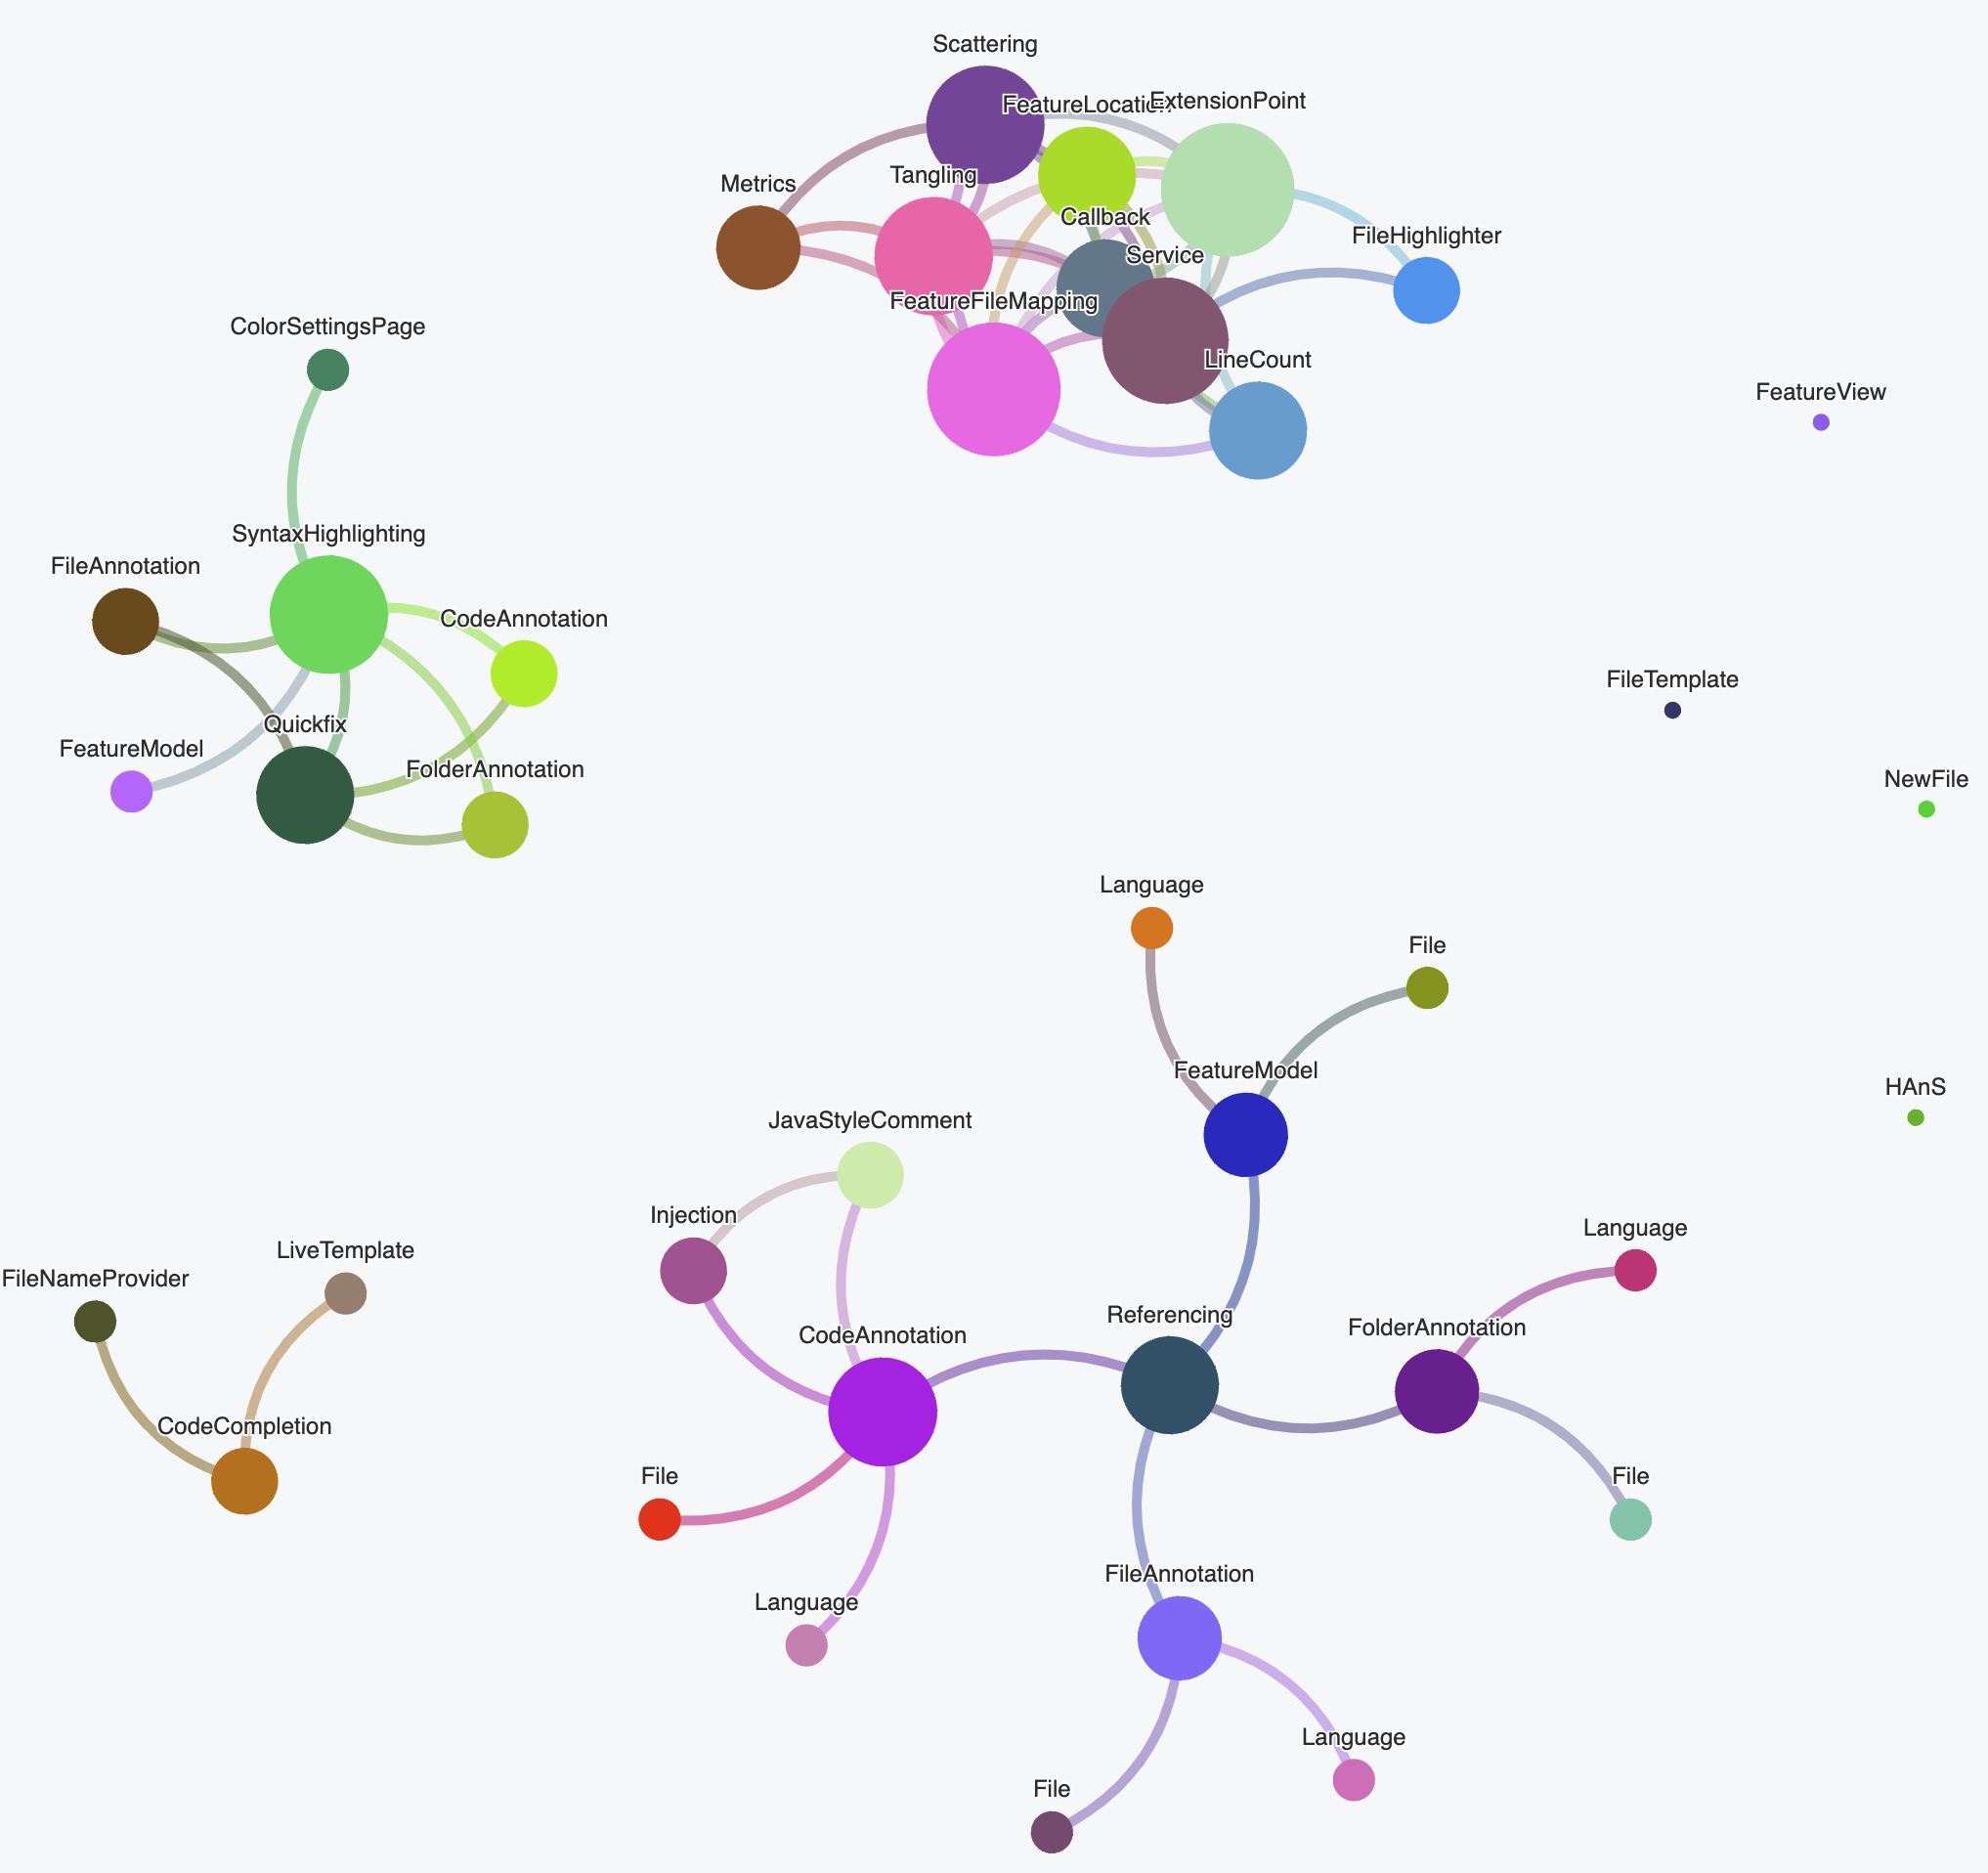 Scattering
FeatureLocation
ExtensionPoint
Tangling
Metrics
Callback
FileHighlighter
Service
FeatureFileMapping
LineCount
ColorSettingsPage
FeatureView
SyntaxHighlighting
FileAnnotation
CodeAnnotation
FileTemplate
Quickfix
FeatureModel
FolderAnnotation
NewFile
Language
File
FeatureModel
HAnS
JavaStyleComment
Injection
Language
LiveTemplate
FileNameProvider
Referencing
FolderAnnotation
CodeAnnotation
CodeCompletion
File
File
FileAnnotation
Language
Language
File